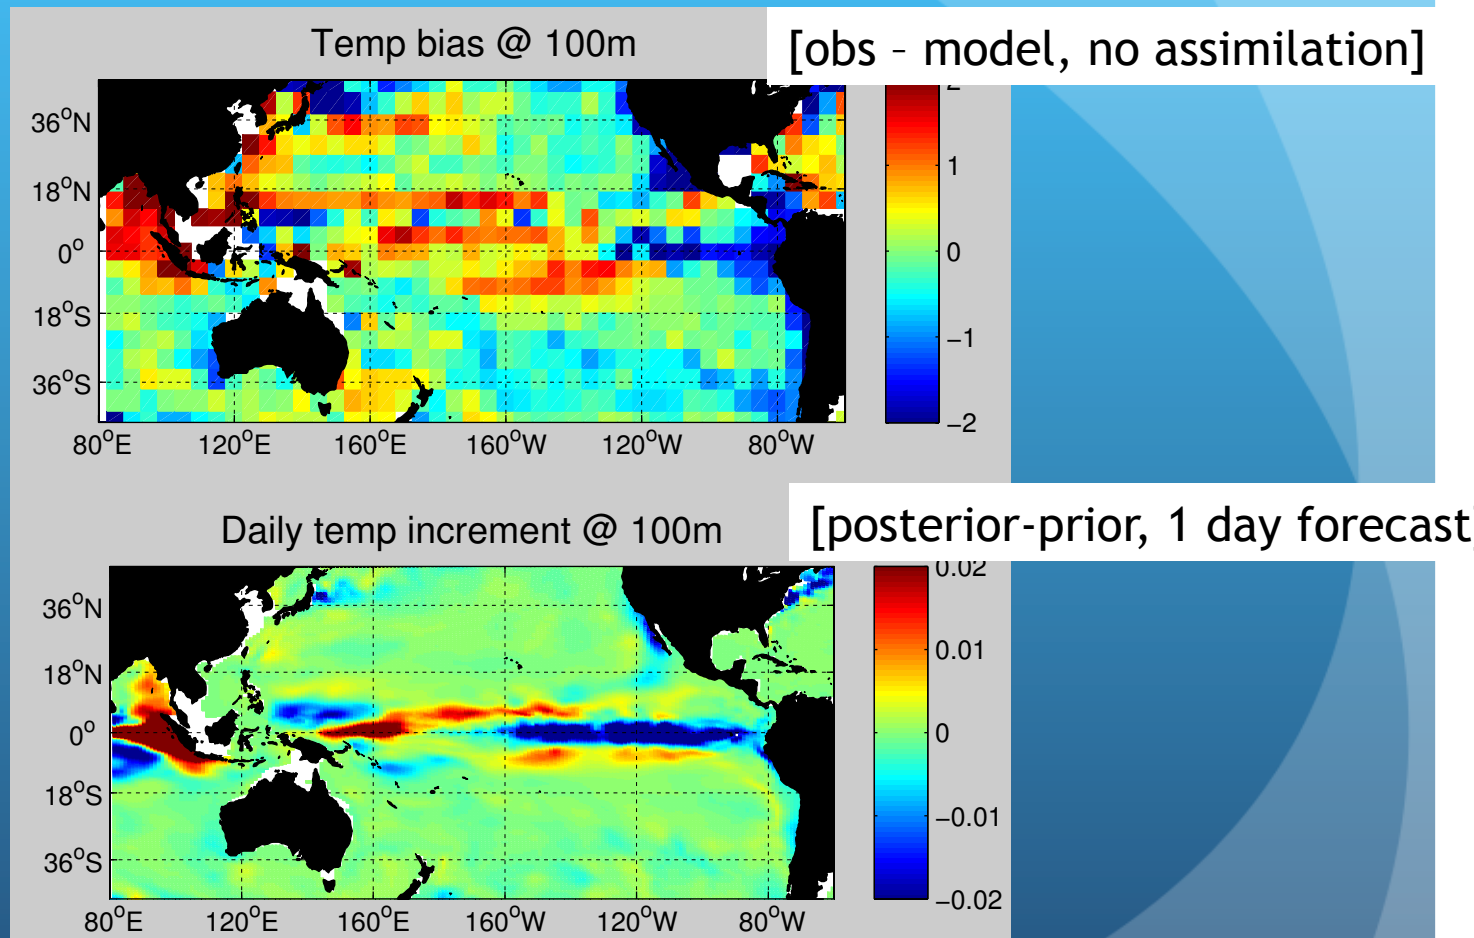 Temp bias @ 100m
[obs - model, no assimilation]
36°N
18°N
0°
18°S
36°S
80°E 120°E 160°E 160°W 120°W 80°W
2
1
0
−1
−2
Daily temp increment @ 100m
[posterior-prior, 1 day forecast]
36°N
18°N
0°
18°S
36°S
80°E 120°E 160°E 160°W 120°W 80°W
0.02
0.01
0
−0.01
−0.02